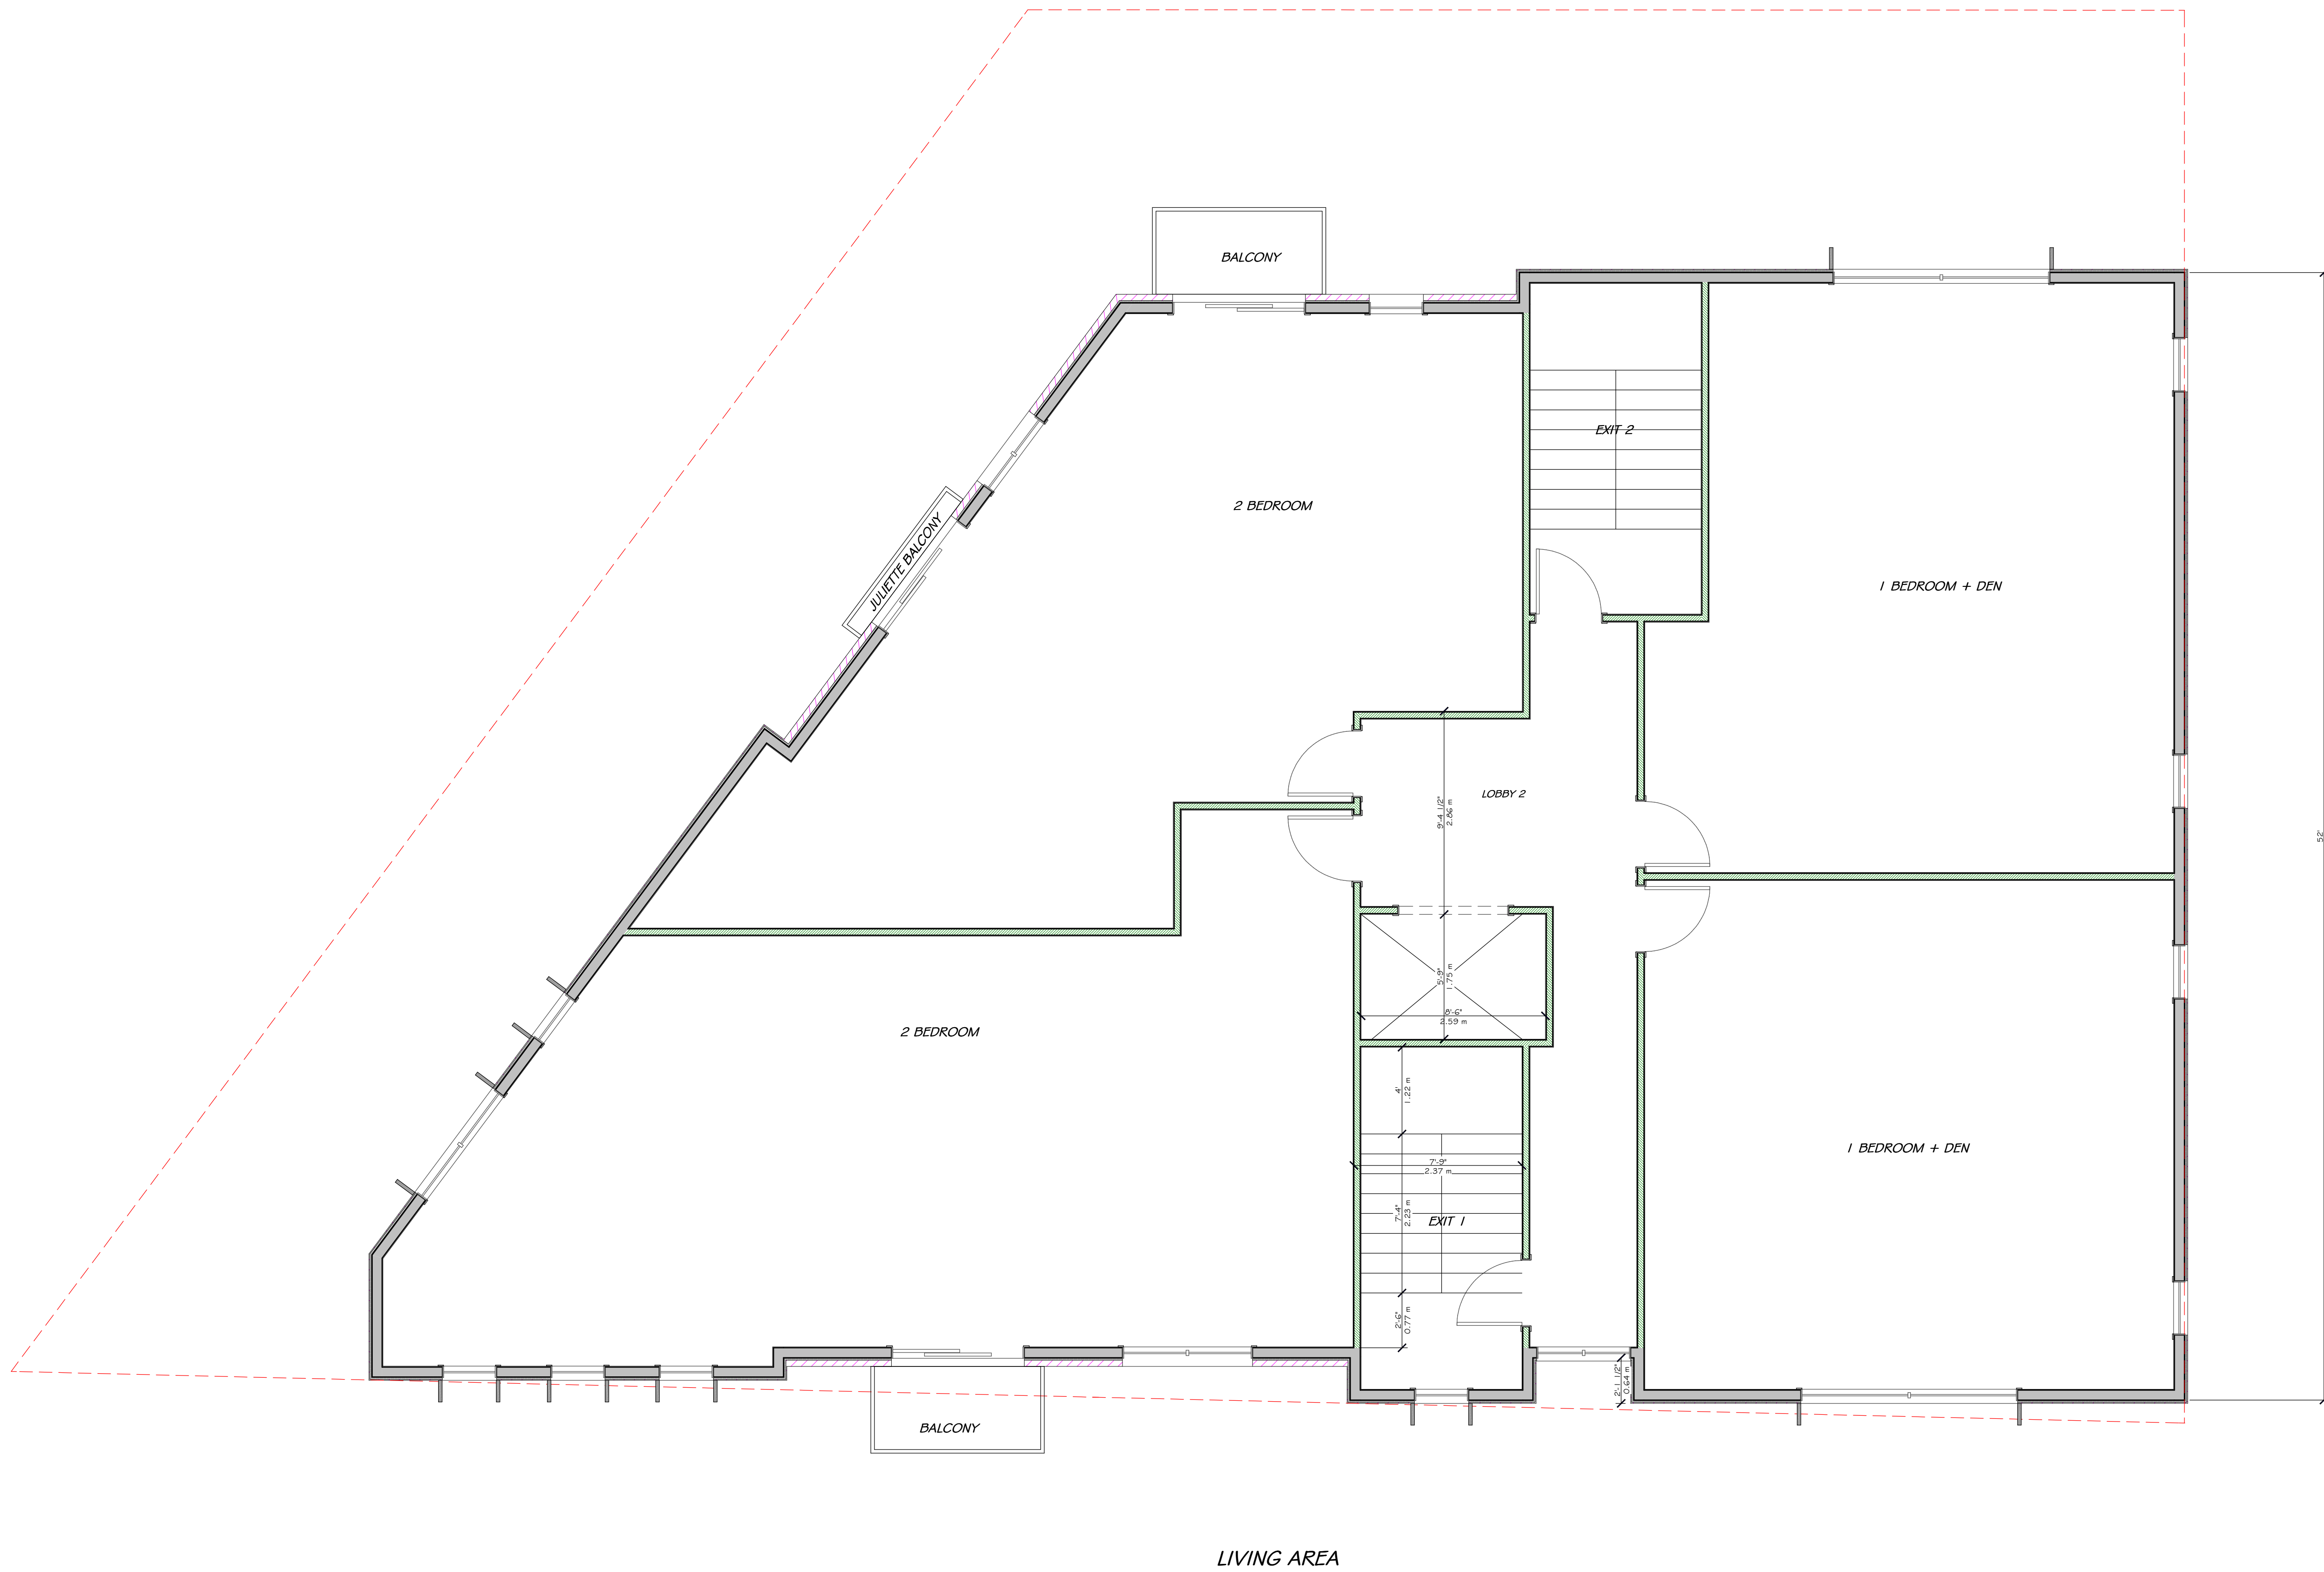 BALCONY
EXIT 2
2 BEDROOM
JULIETTE BALCONY
1 BEDROOM + DEN
LOBBY 2
9'-4 1/2"
2.86 m
52'
5'-9"
1.75 m
8'-6"
2.59 m
2 BEDROOM
4'
1.22 m
1 BEDROOM + DEN
7'-9"
2.37 m
7'-4"
2.23 m
EXIT 1
2'-6"
0.77 m
2'-1 1/2"
0.64 m
BALCONY
LIVING AREA